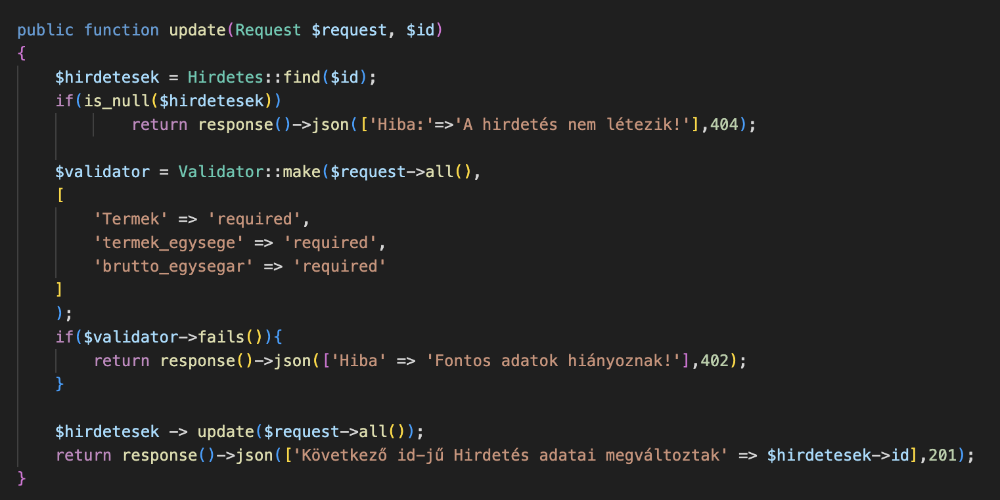 public function update(Request $request, $id)
{
$hirdetesek = Hirdetes::find($id);
if(is_null($hirdetesek))
return response()->json(['Hiba:'=>'A hirdetés nem létezik!'],404);
$validator = Validator::make($request->all(),
[
'Termek' => 'required',
'termek_egysege' => 'required',
'brutto_egysegar' => 'required'
]
);
if($validator->fails()){
return response()->json(['Hiba' => 'Fontos adatok hiányoznak!'],402);
}
$hirdetesek -> update($request->all());
return response()->json(['Következő id-jű Hirdetés adatai megváltoztak' => $hirdetesek->id],201);
}